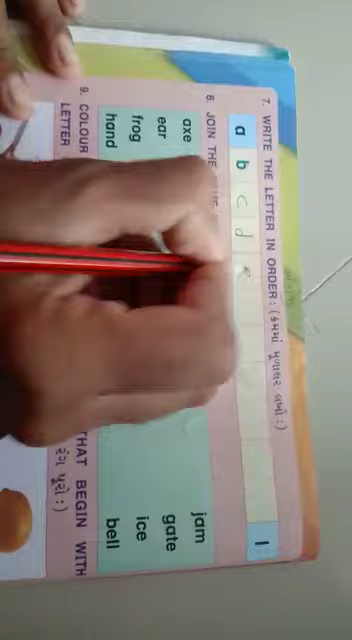 7. WRITE THE LETTER IN ORDER: (ક્રમમાં મૂળાક્ષર લખો :)
a b c d l
8. JOIN THE
axe jam
ear gate
frog ice
hand bell
9. COLOUR THAT BEGIN WITH
LETTER રંગ પૂરો :)